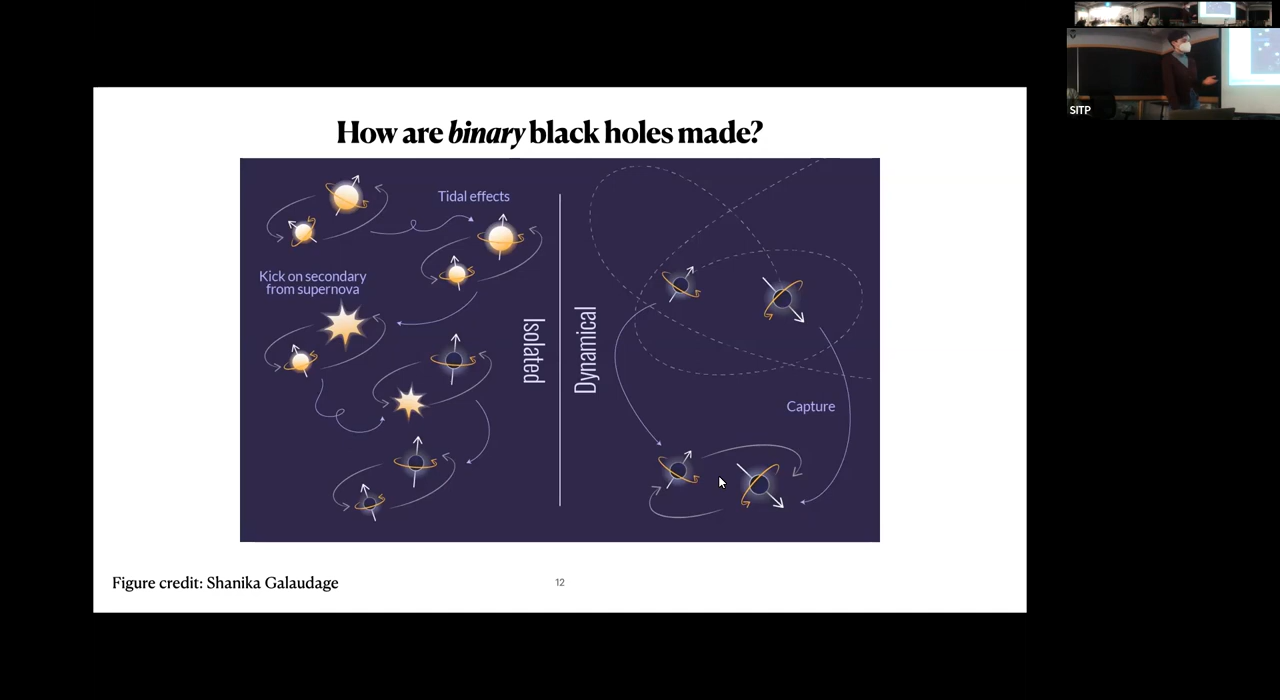 How are binary black holes made?
Tidal effects
Kick on secondary
from supernova
Isolated
Dynamical
Capture
Figure credit: Shanika Galaudage
12
SITP